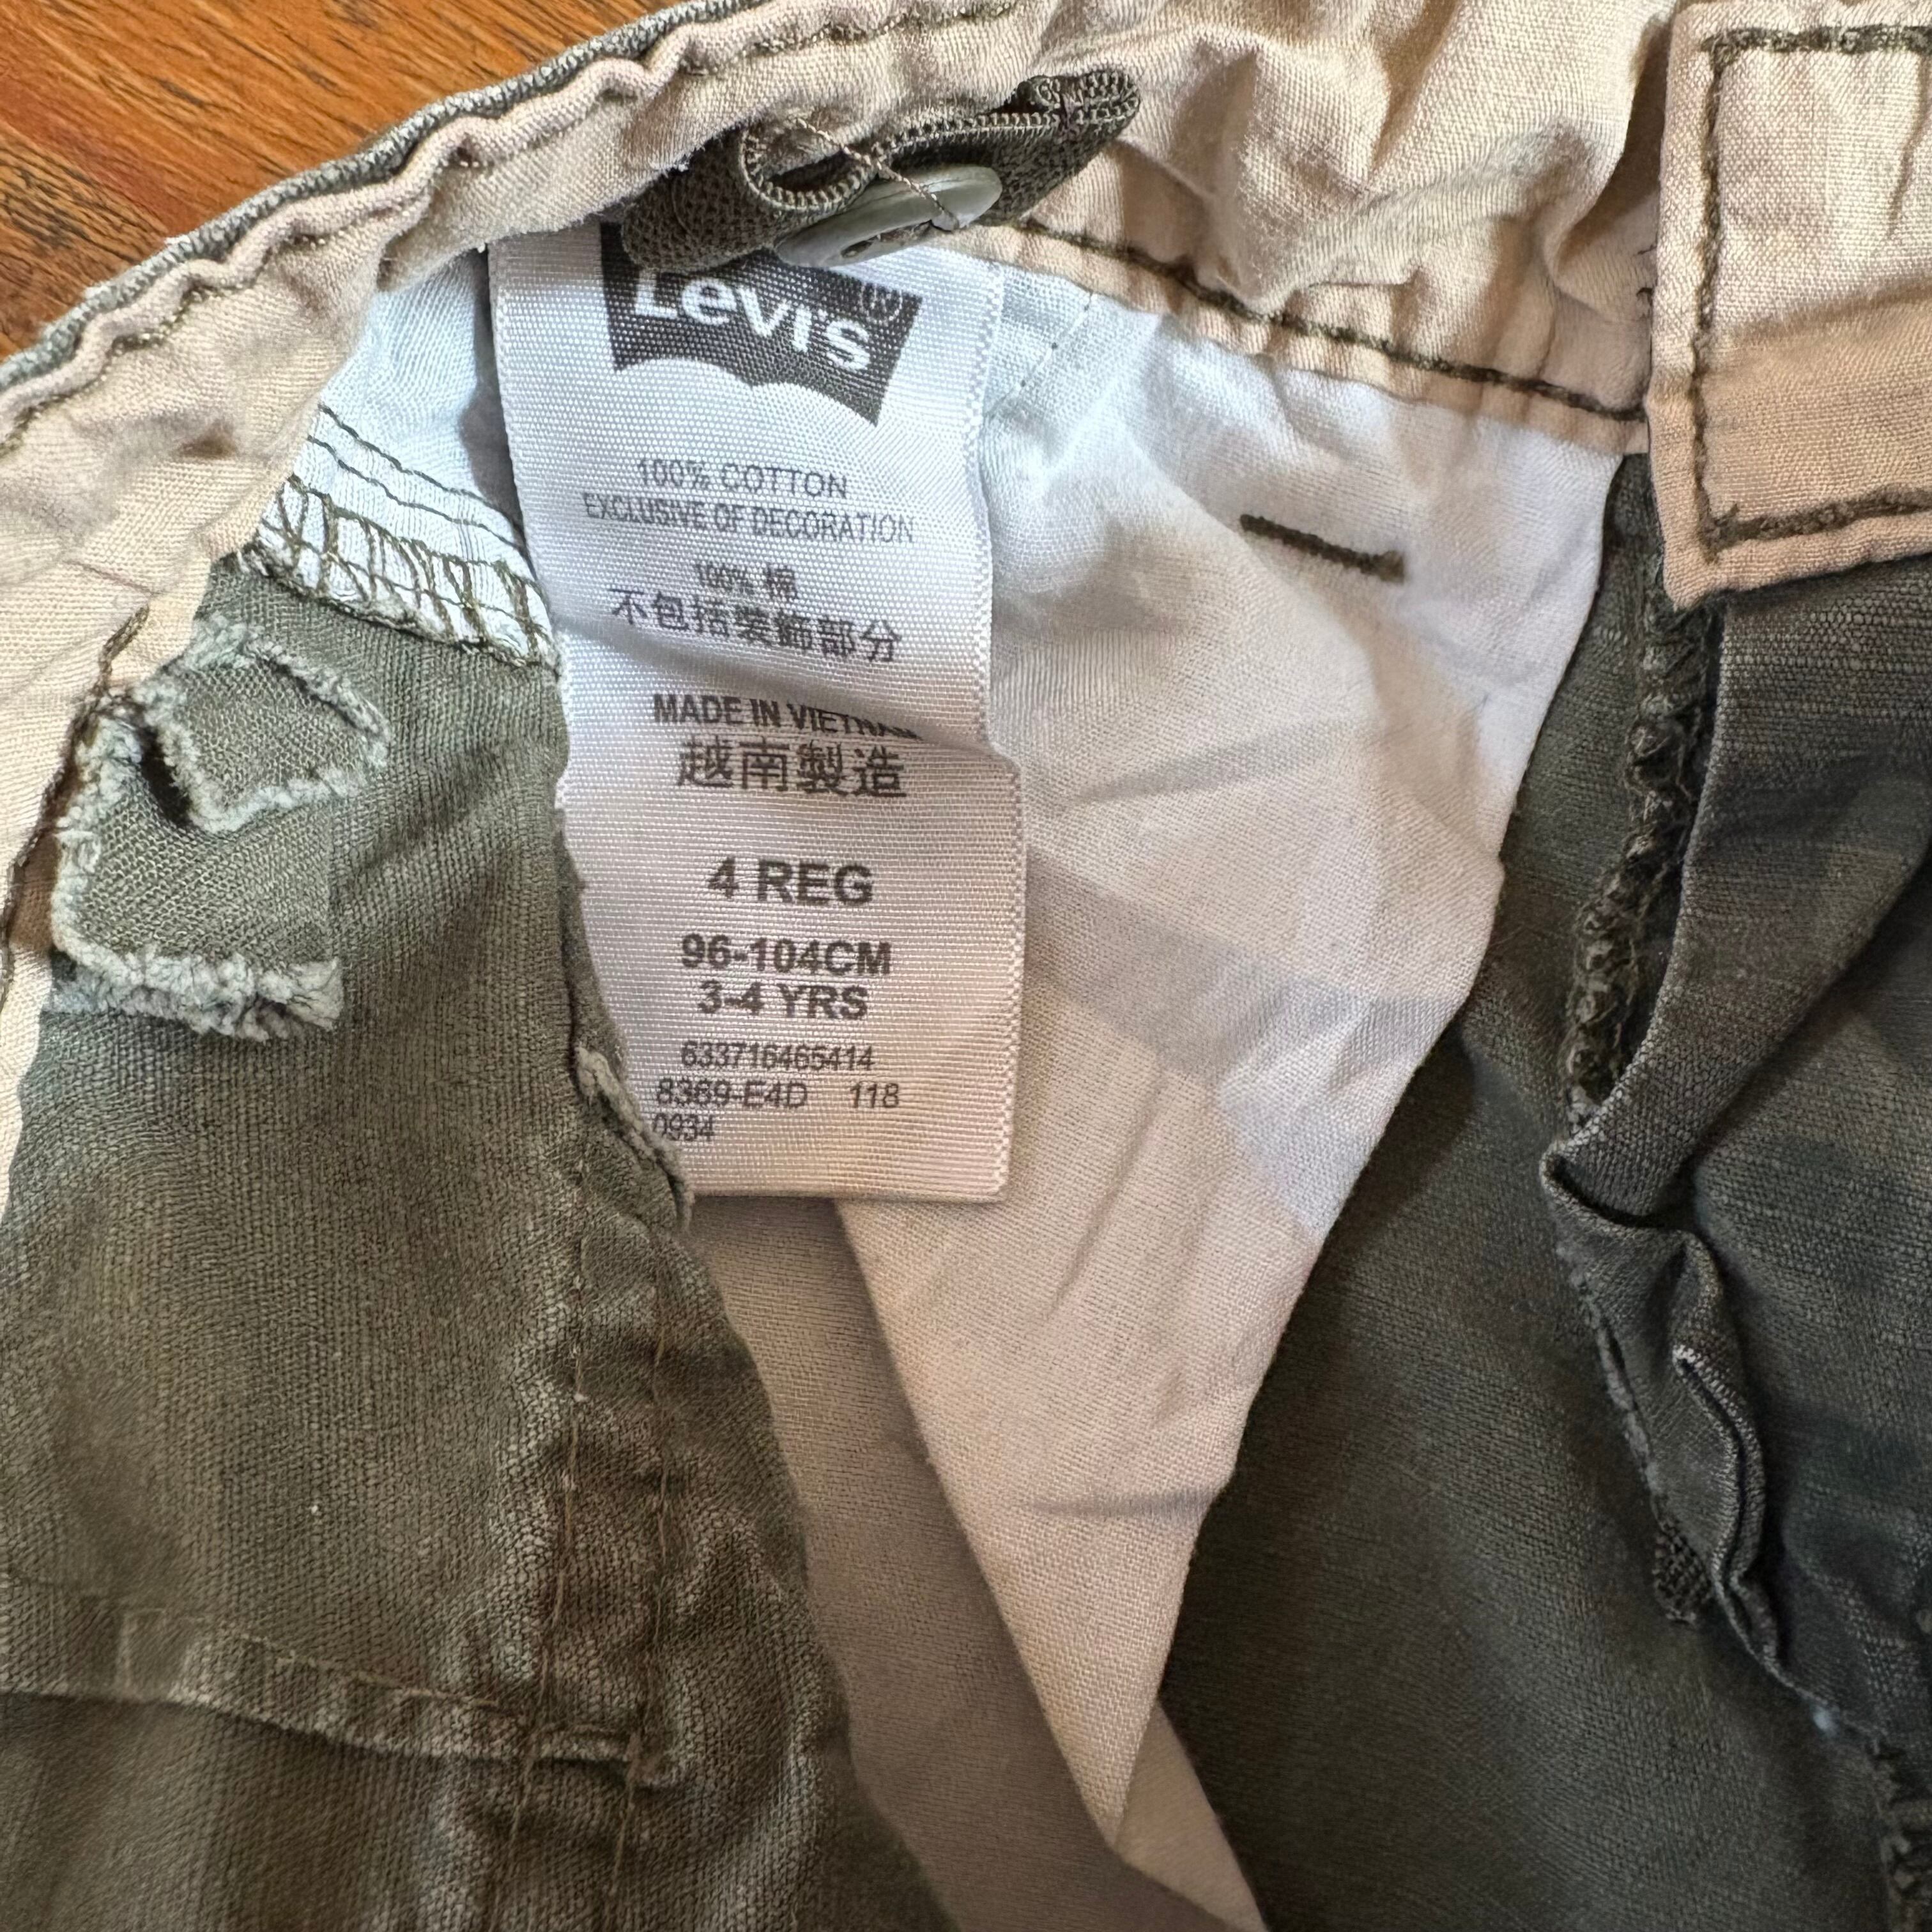 Levi's®
100% COTTON
EXCLUSIVE OF DECORATION
100% 棉
不包括裝飾部分
MADE IN VIETNAM
越南製造
4 REG
96-104CM
3-4 YRS
633716465414
8369-E4D 118
0934